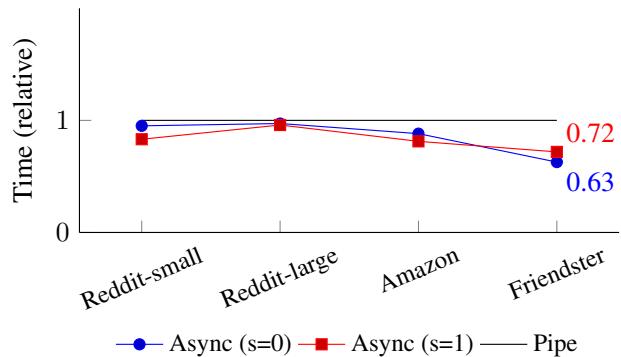 Time (relative)
1
0
0.72
0.63
Reddit-small
Reddit-large
Amazon
Friendster
Async (s=0) Async (s=1) Pipe